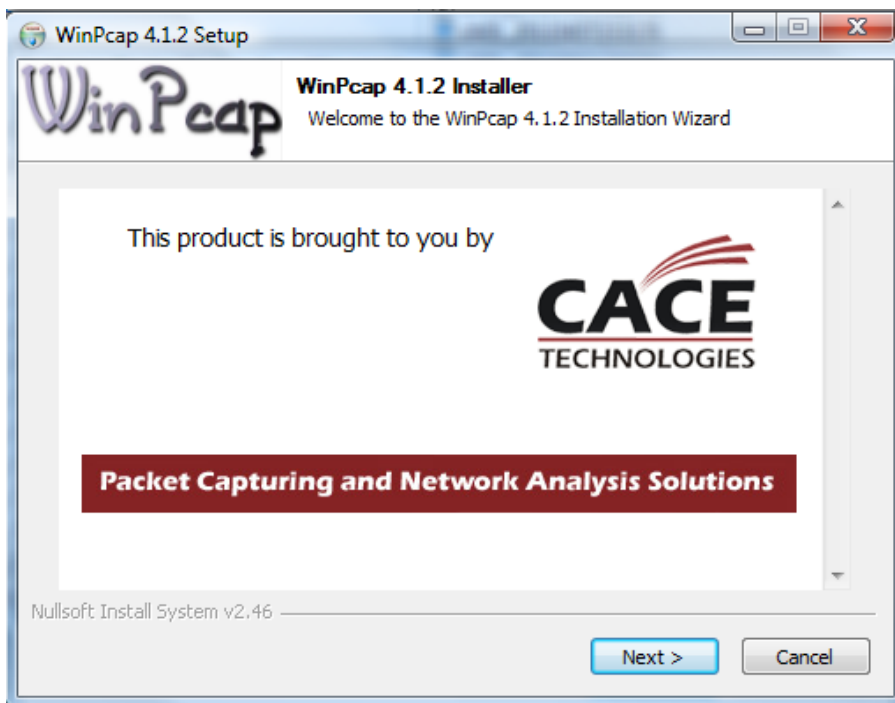 WinPcap 4.1.2 Setup
WinPcap
WinPcap 4.1.2 Installer
Welcome to the WinPcap 4.1.2 Installation Wizard
This product is brought to you by
CACE
TECHNOLOGIES
Packet Capturing and Network Analysis Solutions
Nullsoft Install System v2.46
Next >
Cancel